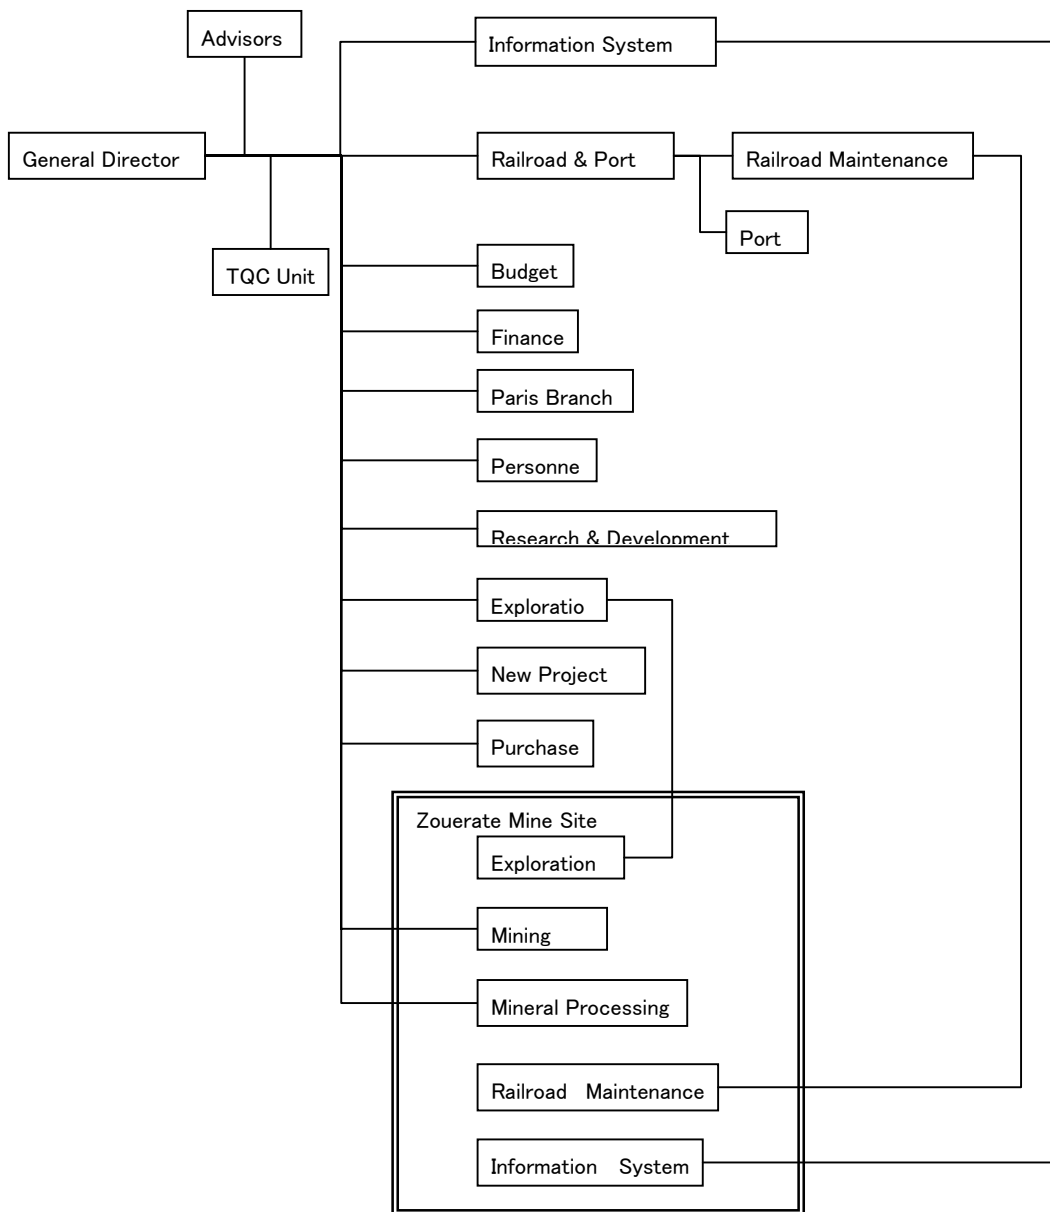 Advisors
Information System
General Director
Railroad & Port
Railroad Maintenance
Port
TQC Unit
Budget
Finance
Paris Branch
Personne
Research & Development
Exploratio
New Project
Purchase
Zouerate Mine Site
Exploration
Mining
Mineral Processing
Railroad Maintenance
Information System